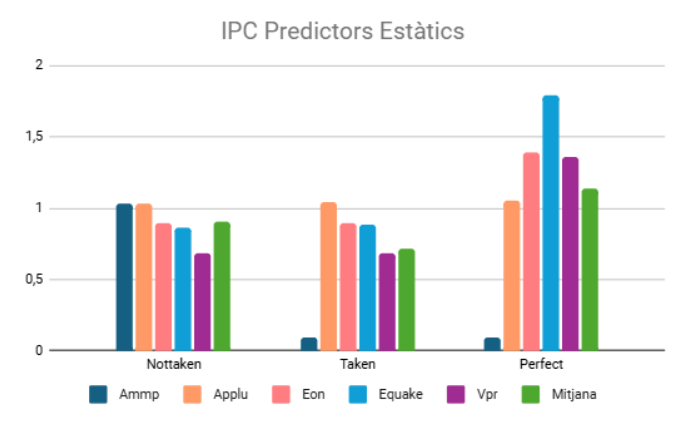 IPC Predictors Estàtics
2
1,5
1
0,5
0
Nottaken Taken Perfect
Ammp Applu Eon Equake Vpr Mitjana